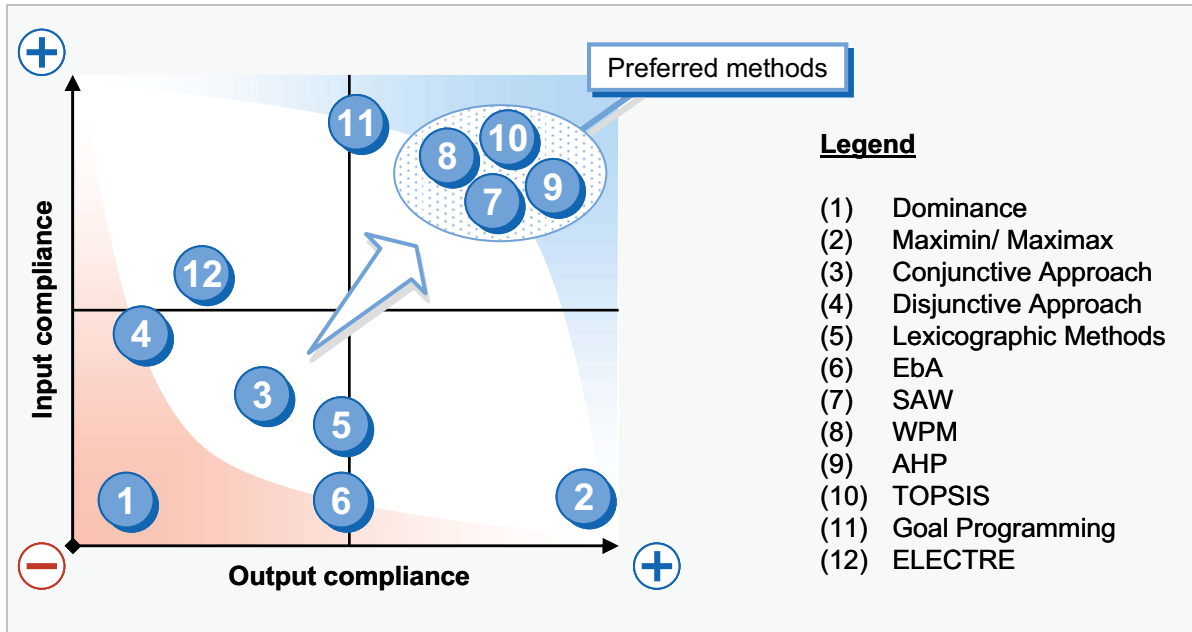 Preferred methods
11
10
8
9
7
12
4
3
5
1
6
2
Input compliance
Output compliance
Legend
(1) Dominance
(2) Maximin/ Maximax
(3) Conjunctive Approach
(4) Disjunctive Approach
(5) Lexicographic Methods
(6) EbA
(7) SAW
(8) WPM
(9) AHP
(10) TOPSIS
(11) Goal Programming
(12) ELECTRE